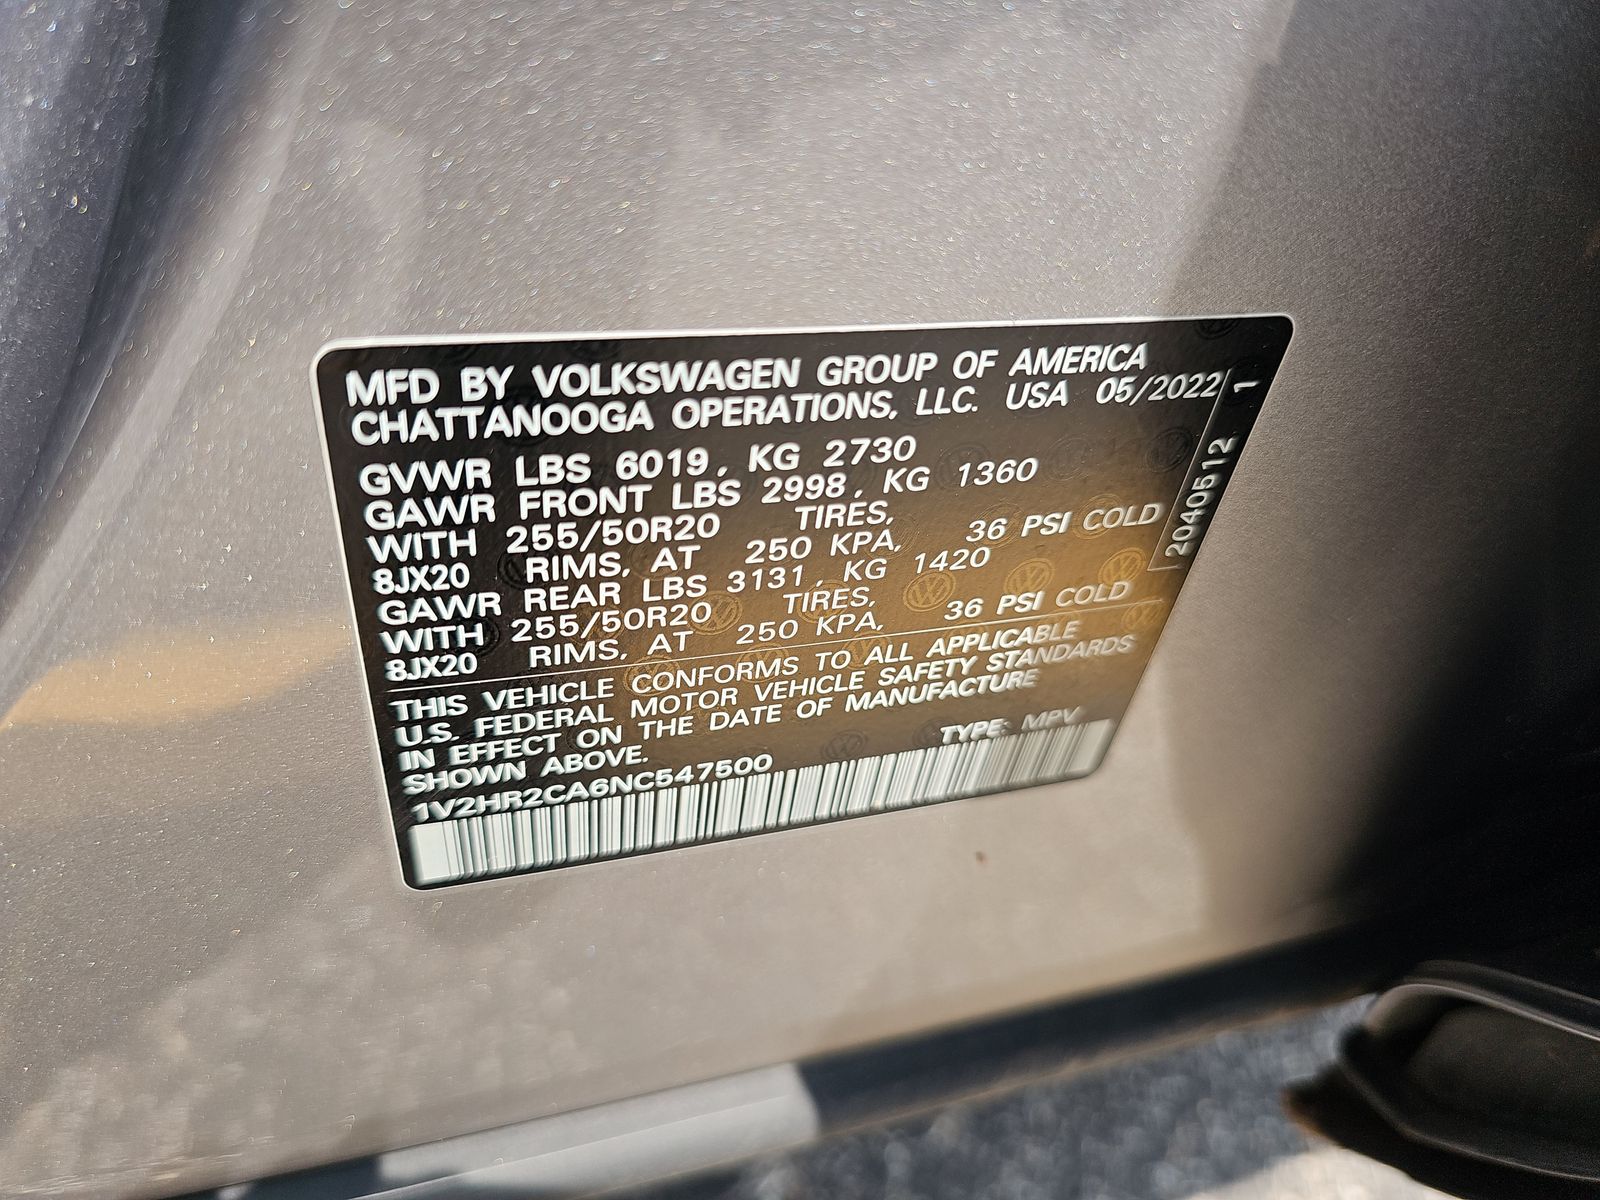 MFD BY VOLKSWAGEN GROUP OF AMERICA
CHATTANOOGA OPERATIONS, LLC. USA 05/2022
GVWR LBS 6019, KG 2730
GAWR FRONT LBS 2998, KG 1360
WITH 255/50R20 TIRES,
8JX20 RIMS, AT 250 KPA, 36 PSI COLD
GAWR REAR LBS 3131, KG 1420
WITH 255/50R20 TIRES,
8JX20 RIMS, AT 250 KPA, 36 PSI COLD
THIS VEHICLE CONFORMS TO ALL APPLICABLE
U.S. FEDERAL MOTOR VEHICLE SAFETY STANDARDS
IN EFFECT ON THE DATE OF MANUFACTURE
SHOWN ABOVE.
1V2HR2CA6NC547500 TYPE: MPV
2040512 1